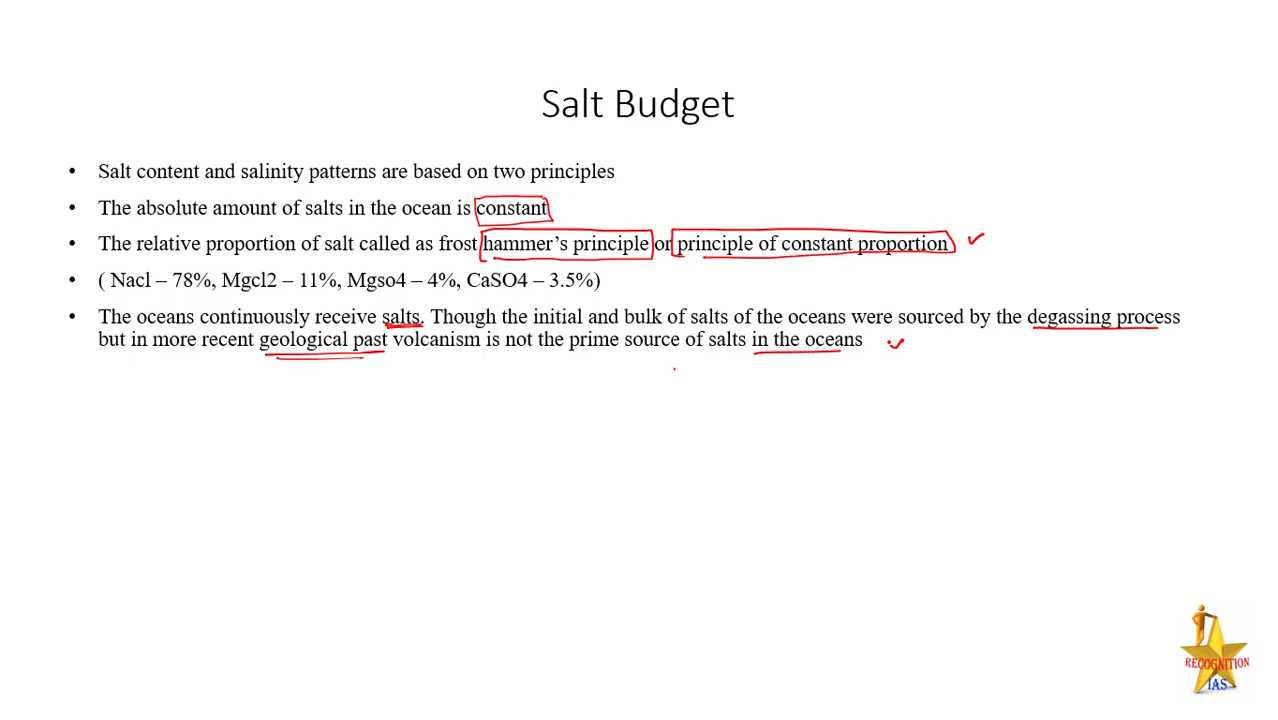 Salt Budget
• Salt content and salinity patterns are based on two principles
• The absolute amount of salts in the ocean is constant
• The relative proportion of salt called as frost hammer’s principle or principle of constant proportion
• ( Nacl – 78%, Mgcl2 – 11%, Mgso4 – 4%, CaSO4 – 3.5%)
• The oceans continuously receive salts. Though the initial and bulk of salts of the oceans were sourced by the degassing process
but in more recent geological past volcanism is not the prime source of salts in the oceans
RECOGNITION
IAS